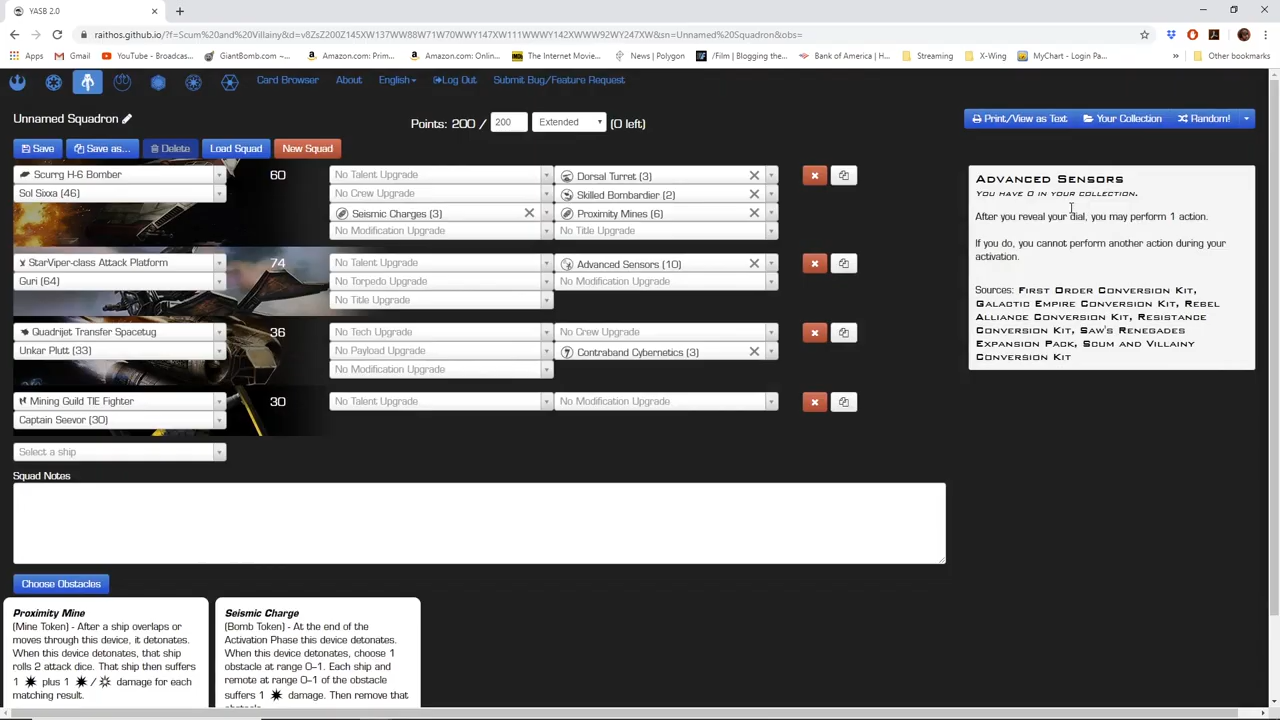 YASB 2.0
raithos.github.io/?f=Scum%20and%20Villainy&d=v8ZsZ200Z145XW137WW88W71W70WWY147XW111WWWY142XWWW92WY247XW&sn=Unnamed%20Squadron&obs=
Apps
Gmail
YouTube - Broadcas...
GiantBomb.com -...
Amazon.com: Prim...
Amazon.com: Onlin...
The Internet Movie...
News | Polygon
/Film | Blogging the...
Bank of America | H...
Streaming
X-Wing
MyChart - Login Pa...
»
Other bookmarks
Card Browser
About
English
Log Out
Submit Bug/Feature Request
Unnamed Squadron
Points: 200 / 200
Extended
(0 left)
Print/View as Text
Your Collection
Random!
Save
Save as...
Delete
Load Squad
New Squad
Scurrg H-6 Bomber
60
Sol Sixxa (46)
No Talent Upgrade
Dorsal Turret (3)
No Crew Upgrade
Skilled Bombardier (2)
Seismic Charges (3)
Proximity Mines (6)
No Modification Upgrade
No Title Upgrade
StarViper-class Attack Platform
74
Guri (64)
No Talent Upgrade
Advanced Sensors (10)
No Torpedo Upgrade
No Modification Upgrade
No Title Upgrade
Quadrijet Transfer Spacetug
36
Unkar Plutt (33)
No Tech Upgrade
No Crew Upgrade
No Payload Upgrade
Contraband Cybernetics (3)
No Modification Upgrade
Mining Guild TIE Fighter
30
Captain Seevor (30)
No Talent Upgrade
No Modification Upgrade
Select a ship
Squad Notes
Choose Obstacles
Proximity Mine
(Mine Token) - After a ship overlaps or
moves through this device, it detonates.
When this device detonates, that ship
rolls 2 attack dice. That ship then suffers
1 plus 1 / damage for each
matching result.
Seismic Charge
(Bomb Token) - At the end of the
Activation Phase this device detonates.
When this device detonates, choose 1
obstacle at range 0-1. Each ship and
remote at range 0-1 of the obstacle
suffers 1 damage. Then remove that
obstacle.
Advanced Sensors
You have 0 in your collection.
After you reveal your dial, you may perform 1 action.
If you do, you cannot perform another action during your
activation.
Sources: First Order Conversion Kit,
Galactic Empire Conversion Kit, Rebel
Alliance Conversion Kit, Resistance
Conversion Kit, Saw's Renegades
Expansion Pack, Scum and Villainy
Conversion Kit